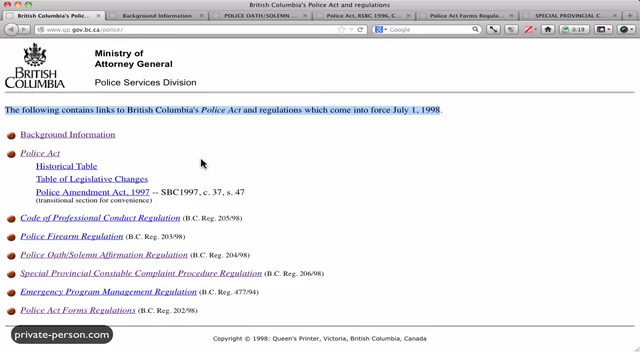 British Columbia's Police Act and regulations
British Columbia's Police Act...
Background Information
POLICE OATH/SOLEMN ...
Police Act, RSBC 1996, C...
Police Act Forms Regula...
SPECIAL PROVINCIAL C...
www.qp.gov.bc.ca/police/
Google
0:19
BRITISH
COLUMBIA
Ministry of
Attorney General
Police Services Division
The following contains links to British Columbia's Police Act and regulations which come into force July 1, 1998.
Background Information
Police Act
Historical Table
Table of Legislative Changes
Police Amendment Act, 1997 -- SBC1997, c. 37, s. 47
(transitional section for convenience)
Code of Professional Conduct Regulation (B.C. Reg. 205/98)
Police Firearm Regulation (B.C. Reg. 203/98)
Police Oath/Solemn Affirmation Regulation (B.C. Reg. 204/98)
Special Provincial Constable Complaint Procedure Regulation (B.C. Reg. 206/98)
Emergency Program Management Regulation (B.C. Reg. 477/94)
Police Act Forms Regulations (B.C. Reg. 202/98)
private-person.com
Copyright © 1998: Queen's Printer, Victoria, British Columbia, Canada